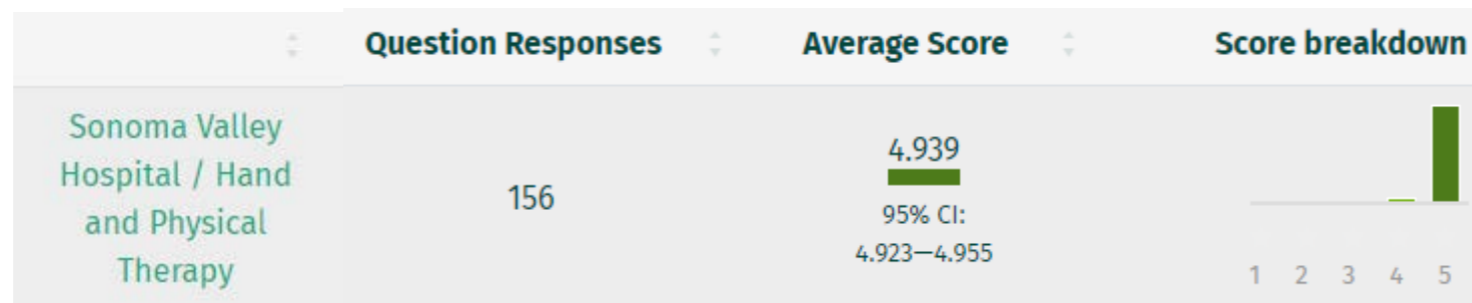 Question Responses Average Score Score breakdown
Sonoma Valley
Hospital / Hand
and Physical
Therapy
156
4.939
95% CI:
4.923—4.955
1 2 3 4 5